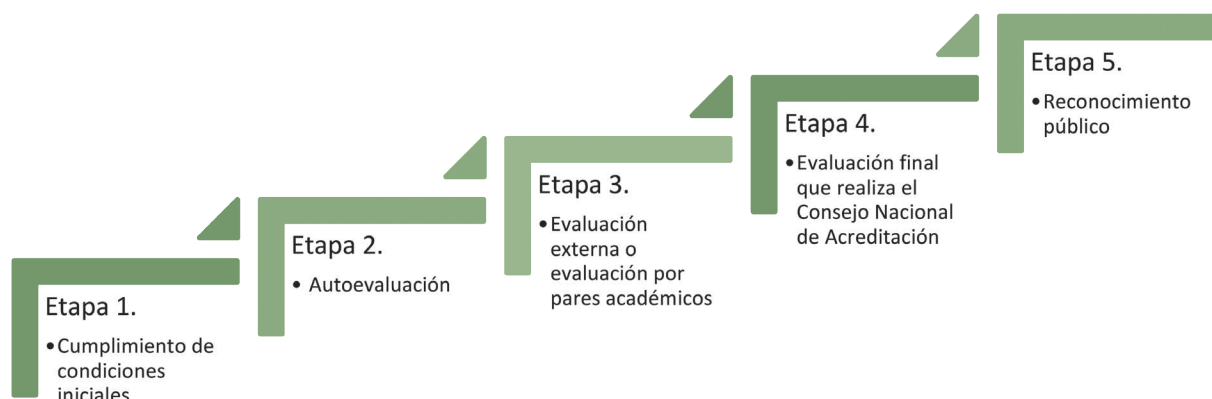 Etapa 1.
•Cumplimiento de
condiciones
iniciales
Etapa 2.
• Autoevaluación
Etapa 3.
•Evaluación
externa o
evaluación por
pares académicos
Etapa 4.
•Evaluación final
que realiza el
Consejo Nacional
de Acreditación
Etapa 5.
•Reconocimiento
público